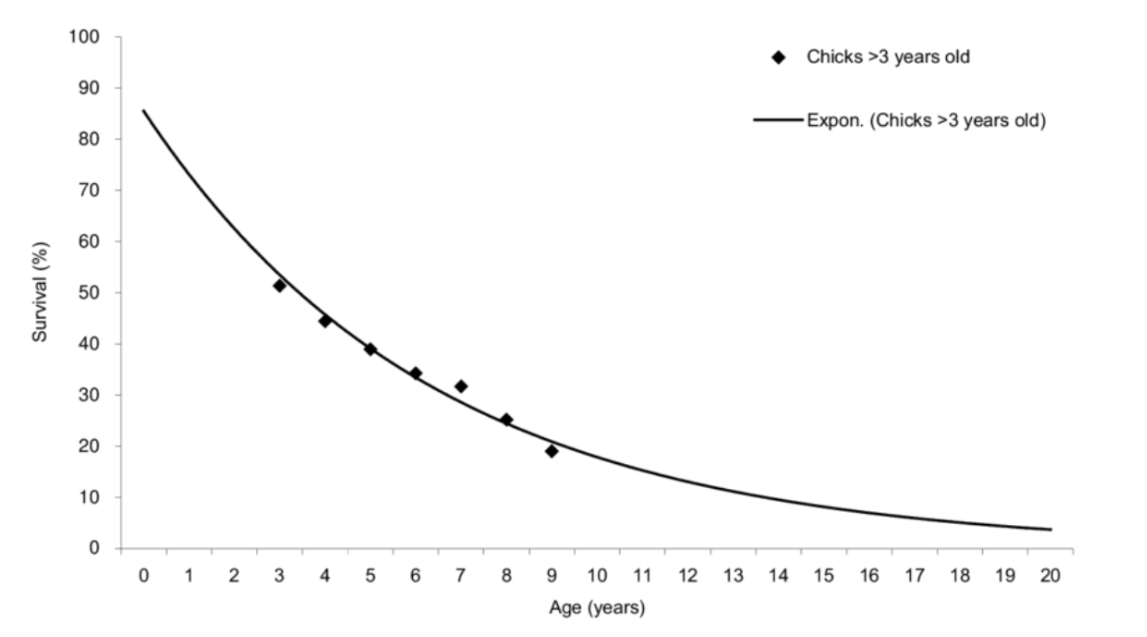 100
Chicks >3 years old
90
Expon. (Chicks >3 years old)
80
70
60
Survival (%)
50
40
30
20
10
0
0 1 2 3 4 5 6 7 8 9 10 11 12 13 14 15 16 17 18 19 20
Age (years)